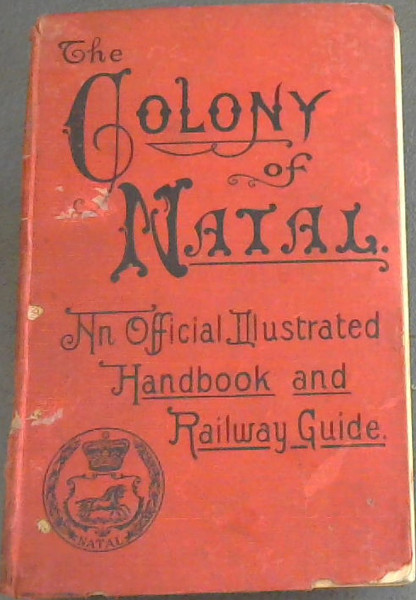 The
Colony
of
Natal.
An Official Illustrated
Handbook and
Railway Guide.
NATAL